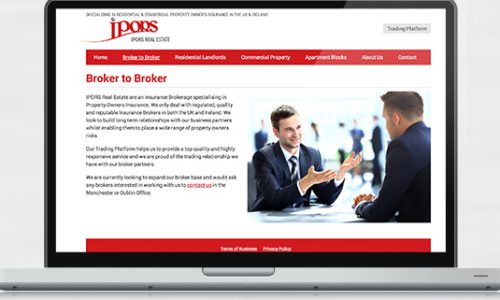 SPECIALISING IN RESIDENTIAL & COMMERCIAL PROPERTY OWNERS INSURANCE IN THE UK & IRELAND
ipors
IPORS REAL ESTATE
Trading Platform
Home Broker to Broker Residential Landlords Commercial Property Apartment Blocks About Us Contact
Broker to Broker
IPORS Real Estate are an Insurance Brokerage specialising in
Property Owners Insurance. We only deal with regulated, quality
and reputable Insurance Brokers in both the UK and Ireland. We
look to build long term relationships with our business partners
whilst enabling them to place a wide range of property owners
risks.
Our Trading Platform helps us to provide a top quality and highly
responsive service and we are proud of the trading relationship we
have with our broker partners.
We are currently looking to expand our broker base and would ask
any brokers interested in working with us to contact us in the
Manchester or Dublin Office.
Terms of Business Privacy Policy